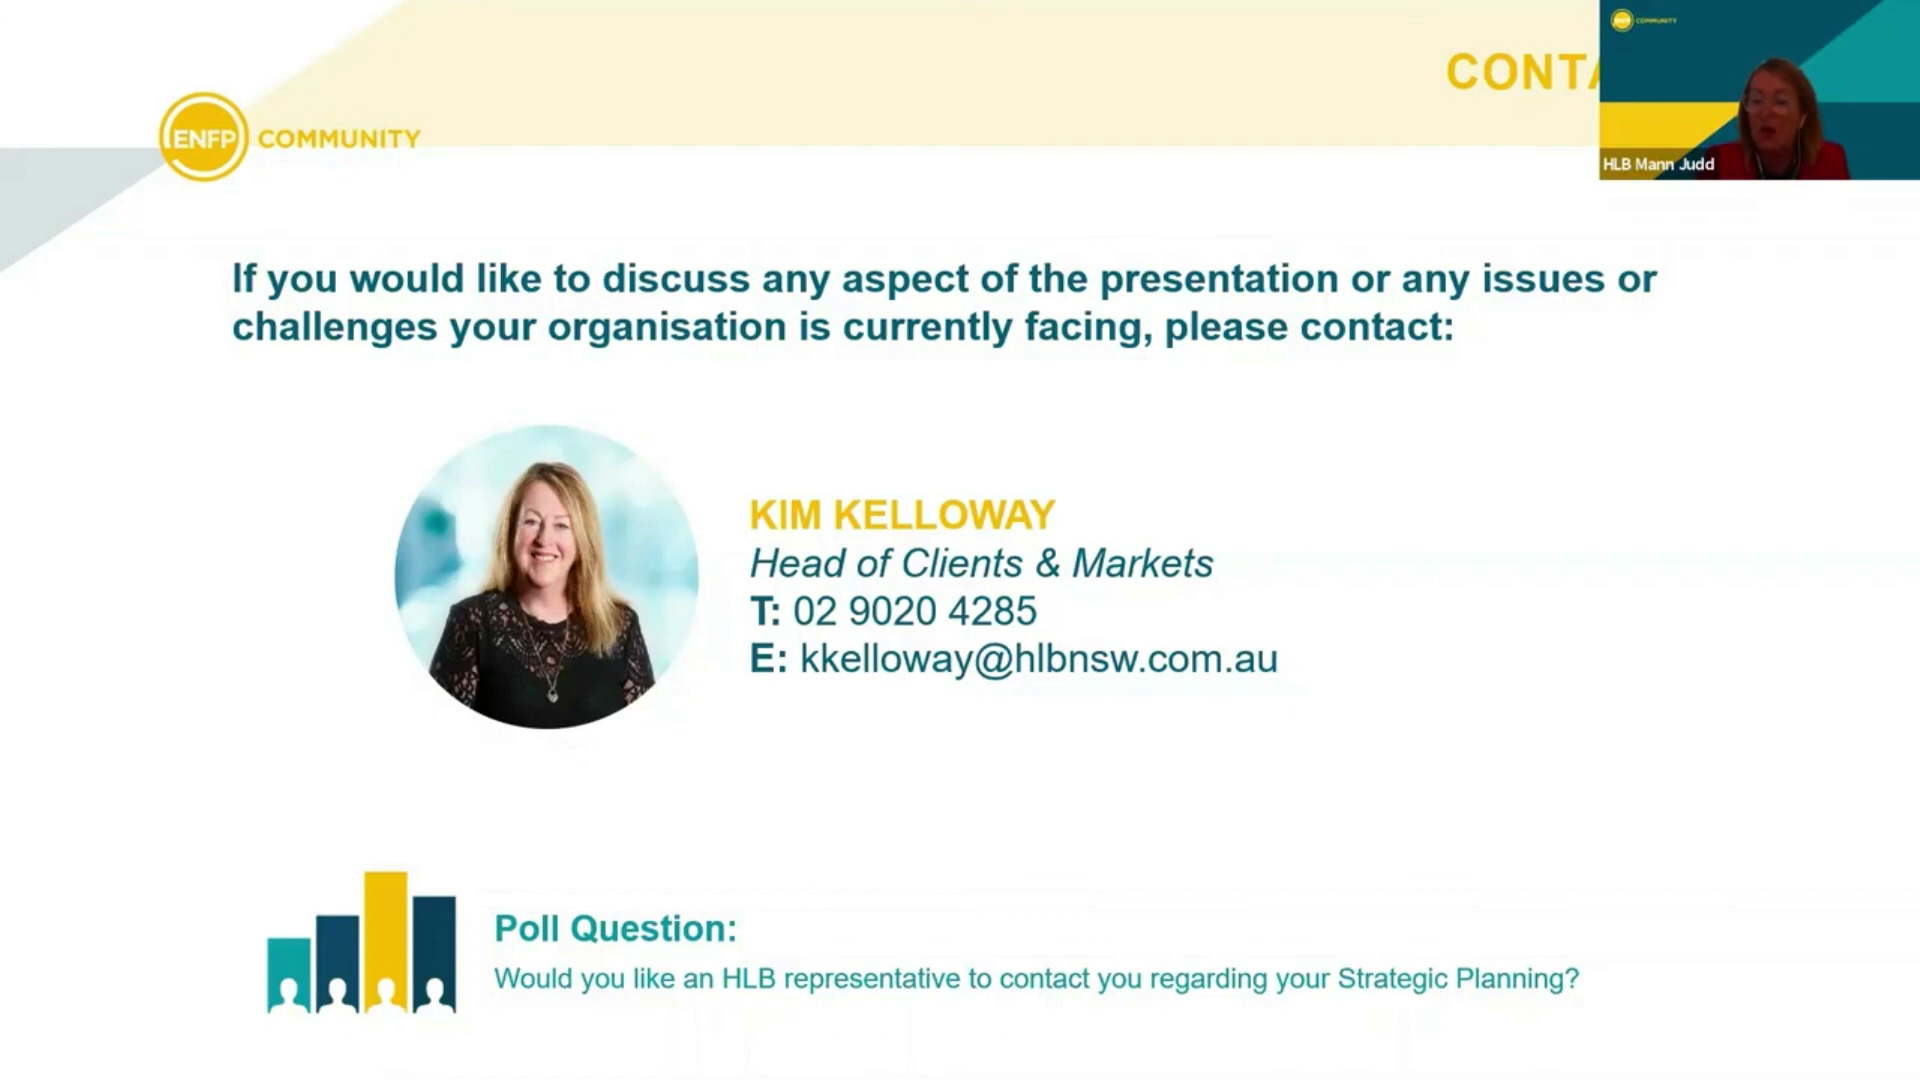 CONTA
COMMUNITY
ENFP COMMUNITY
HLB Mann Judd
If you would like to discuss any aspect of the presentation or any issues or
challenges your organisation is currently facing, please contact:
KIM KELLOWAY
Head of Clients & Markets
T: 02 9020 4285
E: kkelloway@hlbnsw.com.au
Poll Question:
Would you like an HLB representative to contact you regarding your Strategic Planning?